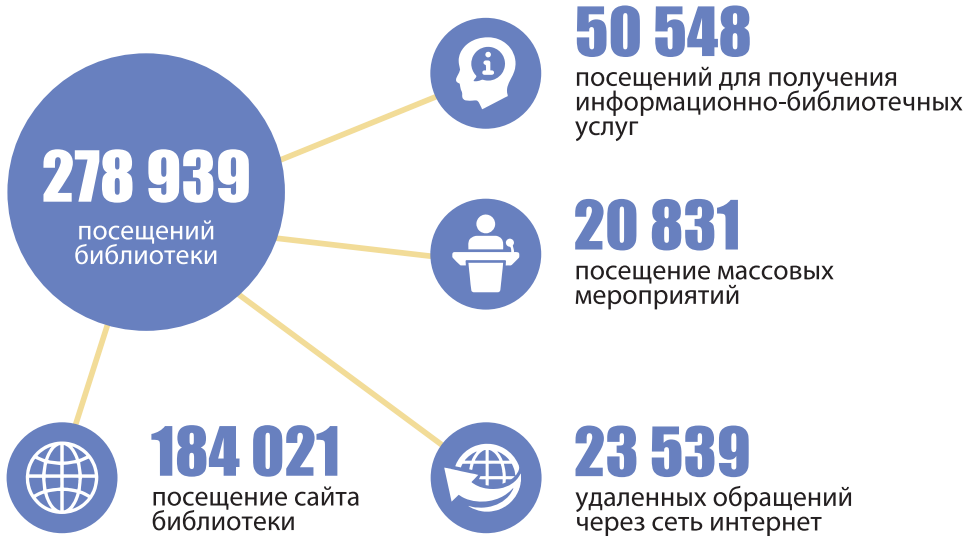 278 939
посещений
библиотеки
50 548
посещений для получения
информационно-библиотечных
услуг
20 831
посещение массовых
мероприятий
184 021
посещение сайта
библиотеки
23 539
удаленных обращений
через сеть интернет